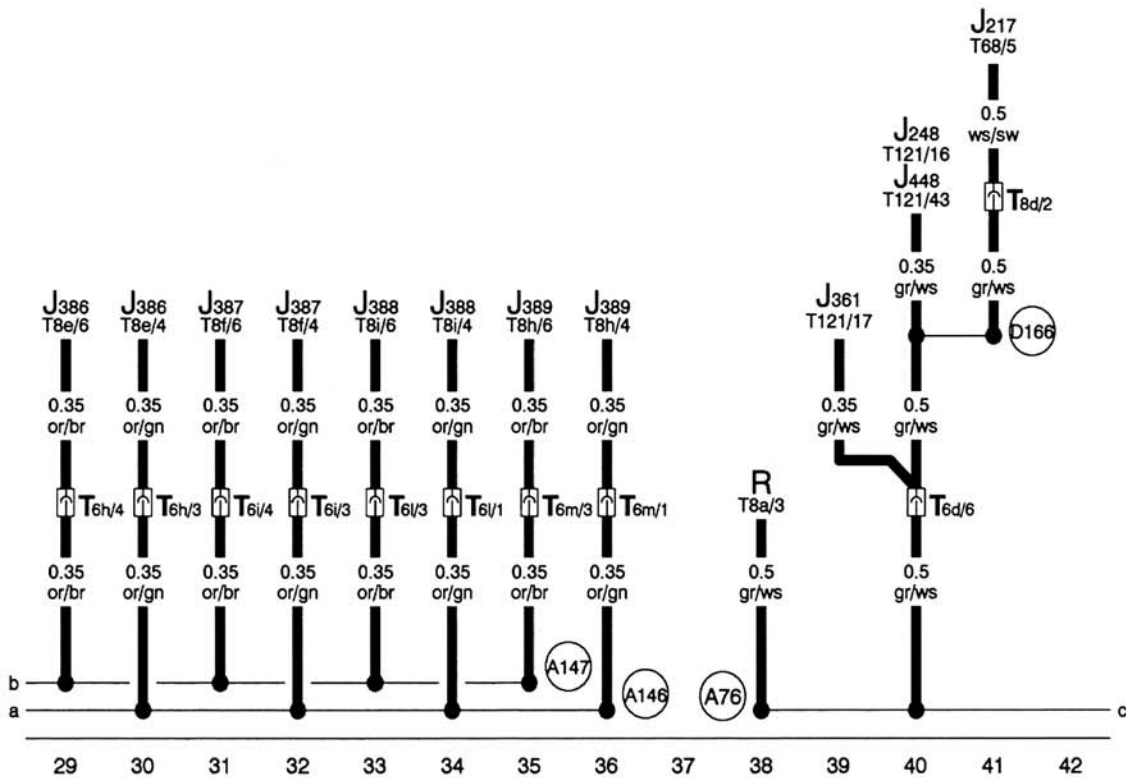 J217
T68/5
0.5
ws/sw
J248
T121/16
J448
T121/43
T8d/2
0.35
gr/ws
0.5
gr/ws
J386 J386 J387 J387 J388 J388 J389 J389
T8e/6 T8e/4 T8f/6 T8f/4 T8i/6 T8i/4 T8h/6 T8h/4
J361
T121/17
D166
0.35 0.35 0.35 0.35 0.35 0.35 0.35 0.35 0.35 0.5
or/br or/gn or/br or/gn or/br or/gn or/br or/gn gr/ws gr/ws
R
T8a/3
T6h/4 T6h/3 T6i/4 T6i/3 T6l/3 T6l/1 T6m/3 T6m/1 T6d/6
0.35 0.35 0.35 0.35 0.35 0.35 0.35 0.35 0.5 0.5
or/br or/gn or/br or/gn or/br or/gn or/br or/gn gr/ws gr/ws
b A147
a A146 A76 c
29 30 31 32 33 34 35 36 37 38 39 40 41 42